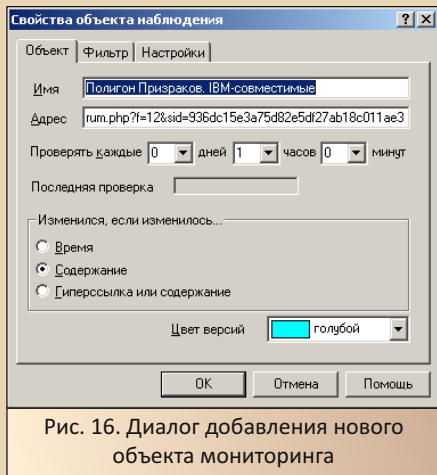 Свойства объекта наблюдения
Объект Фильтр Настройки
Имя Полигон Призраков. IBM-совместимые
Адрес rum.php?f=12&sid=936dc15e3a75d82e5df27ab18c011ae3
Проверять каждые 0 дней 1 часов 0 минут
Последняя проверка
Изменился, если изменилось...
Время
Содержание
Гиперссылка или содержание
Цвет версий голубой
OK Отмена Помощь
Рис. 16. Диалог добавления нового
объекта мониторинга